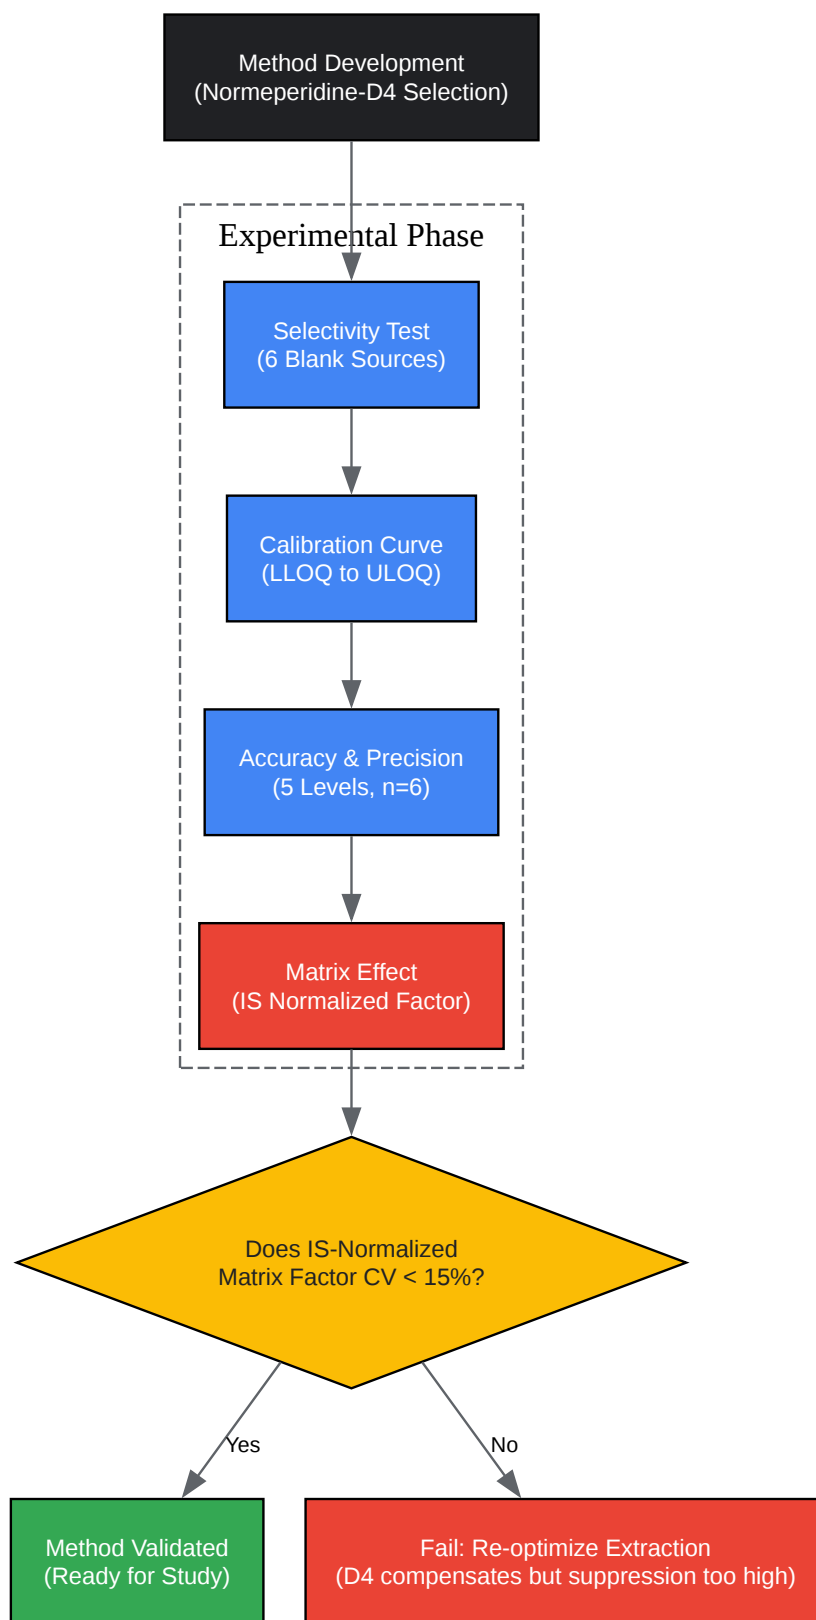 Method Development
(Normeperidine-D4 Selection)
Experimental Phase
Selectivity Test
(6 Blank Sources)
Calibration Curve
(LLOQ to ULOQ)
Accuracy & Precision
(5 Levels, n=6)
Matrix Effect
(IS Normalized Factor)
Does IS-Normalized
Matrix Factor CV < 15%?
Yes
No
Method Validated
(Ready for Study)
Fail: Re-optimize Extraction
(D4 compensates but suppression too high)